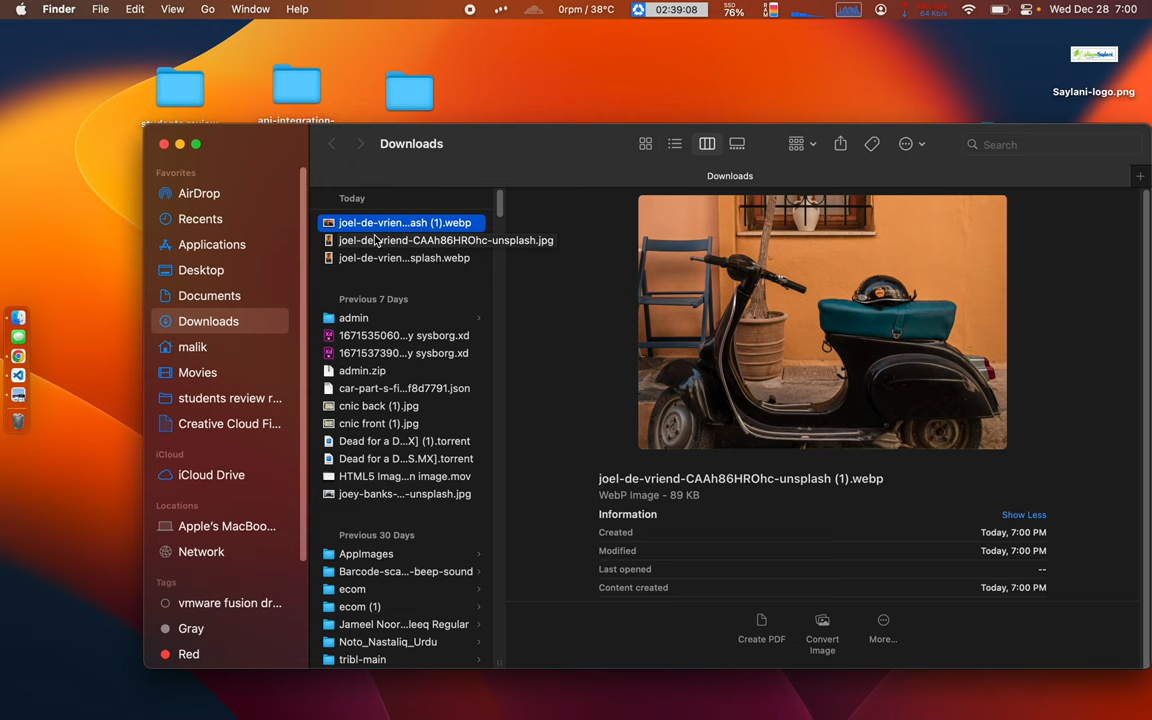 Finder File Edit View Go Window Help 0rpm / 38°C 02:39:08 SSD 76% 64 Kb/s Wed Dec 28 7:00
Saylani-logo.png
api-integration-
Downloads
Search
Downloads
Favorites
AirDrop
Recents
Applications
Desktop
Documents
Downloads
malik
Movies
students review r...
Creative Cloud Fi...
iCloud
iCloud Drive
Locations
Apple's MacBoo...
Network
Tags
vmware fusion dr...
Gray
Red
Today
joel-de-vrien...ash (1).webp
joel-de-vriend-CAAh86HROhc-unsplash.jpg
joel-de-vrien...splash.webp
Previous 7 Days
admin
1671535060...y sysborg.xd
1671537390...y sysborg.xd
admin.zip
car-part-s-fi...f8d7791.json
cnic back (1).jpg
cnic front (1).jpg
Dead for a D...X] (1).torrent
Dead for a D...S.MX].torrent
HTML5 Imag...n image.mov
joey-banks-...-unsplash.jpg
Previous 30 Days
AppImages
Barcode-sca...-beep-sound
ecom
ecom (1)
Jameel Noor...leeq Regular
Noto_Nastaliq_Urdu
tribl-main
joel-de-vriend-CAAh86HROhc-unsplash (1).webp
WebP Image - 89 KB
Information Show Less
Created Today, 7:00 PM
Modified Today, 7:00 PM
Last opened --
Content created Today, 7:00 PM
Create PDF
Convert Image
More...